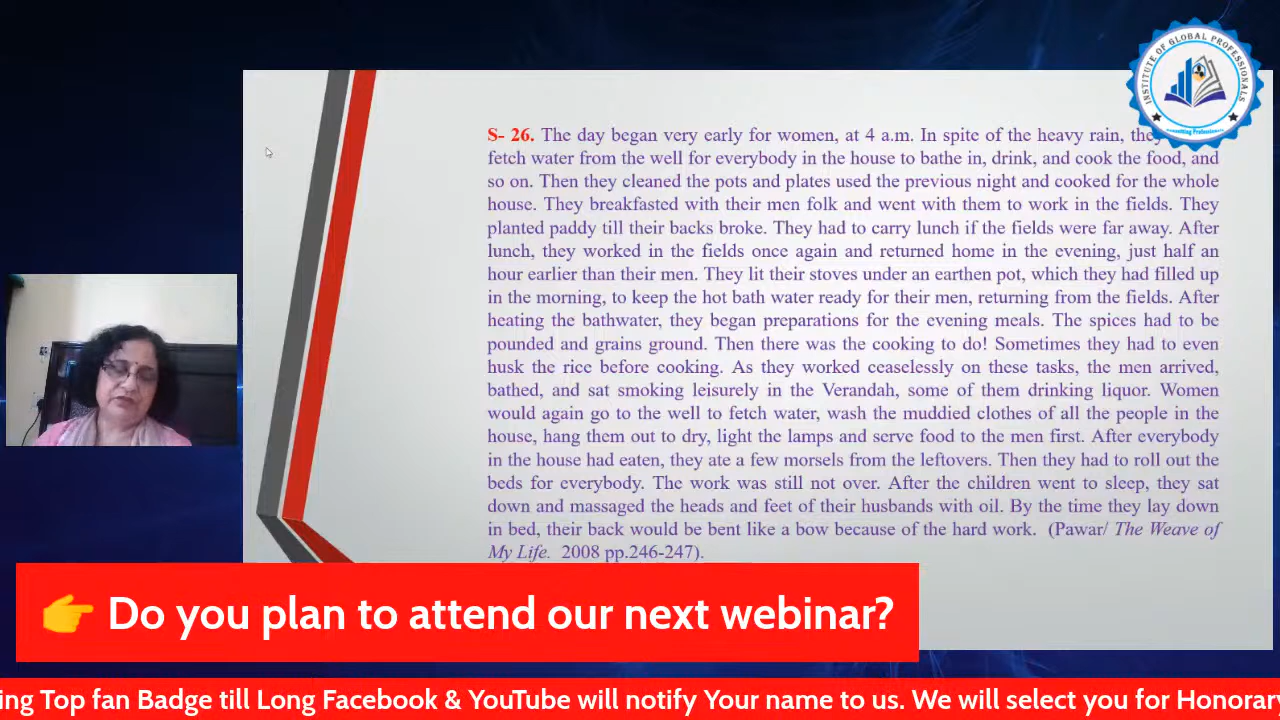 INSTITUTE OF GLOBAL PROFESSIONALS
S- 26. The day began very early for women, at 4 a.m. In spite of the heavy rain, they
fetch water from the well for everybody in the house to bathe in, drink, and cook the food, and
so on. Then they cleaned the pots and plates used the previous night and cooked for the whole
house. They breakfasted with their men folk and went with them to work in the fields. They
planted paddy till their backs broke. They had to carry lunch if the fields were far away. After
lunch, they worked in the fields once again and returned home in the evening, just half an
hour earlier than their men. They lit their stoves under an earthen pot, which they had filled up
in the morning, to keep the hot bath water ready for their men, returning from the fields. After
heating the bathwater, they began preparations for the evening meals. The spices had to be
pounded and grains ground. Then there was the cooking to do! Sometimes they had to even
husk the rice before cooking. As they worked ceaselessly on these tasks, the men arrived,
bathed, and sat smoking leisurely in the Verandah, some of them drinking liquor. Women
would again go to the well to fetch water, wash the muddied clothes of all the people in the
house, hang them out to dry, light the lamps and serve food to the men first. After everybody
in the house had eaten, they ate a few morsels from the leftovers. Then they had to roll out the
beds for everybody. The work was still not over. After the children went to sleep, they sat
down and massaged the heads and feet of their husbands with oil. By the time they lay down
in bed, their back would be bent like a bow because of the hard work. (Pawar/ The Weave of
My Life. 2008 pp.246-247).
👉 Do you plan to attend our next webinar?
ing Top fan Badge till Long Facebook & YouTube will notify Your name to us. We will select you for Honorary